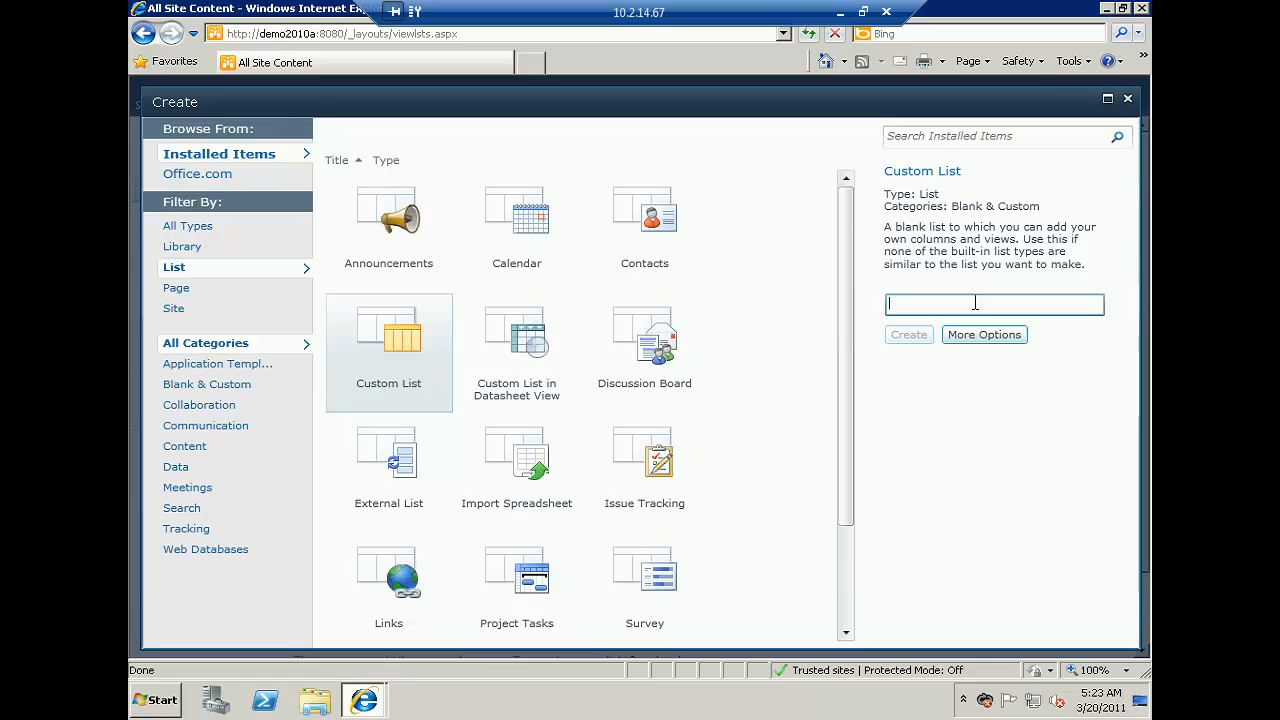 All Site Content - Windows Internet Exp
10.2.14.67
http://demo2010a:8080/_layouts/viewlsts.aspx
Bing
Favorites
All Site Content
Page
Safety
Tools
Create
Browse From:
Installed Items
Office.com
Filter By:
All Types
Library
List
Page
Site
All Categories
Application Templ...
Blank & Custom
Collaboration
Communication
Content
Data
Meetings
Search
Tracking
Web Databases
Title Type
Announcements
Calendar
Contacts
Custom List
Custom List in
Datasheet View
Discussion Board
External List
Import Spreadsheet
Issue Tracking
Links
Project Tasks
Survey
Search Installed Items
Custom List
Type: List
Categories: Blank & Custom
A blank list to which you can add your
own columns and views. Use this if
none of the built-in list types are
similar to the list you want to make.
Create
More Options
Done
Trusted sites | Protected Mode: Off
100%
Start
5:23 AM
3/20/2011